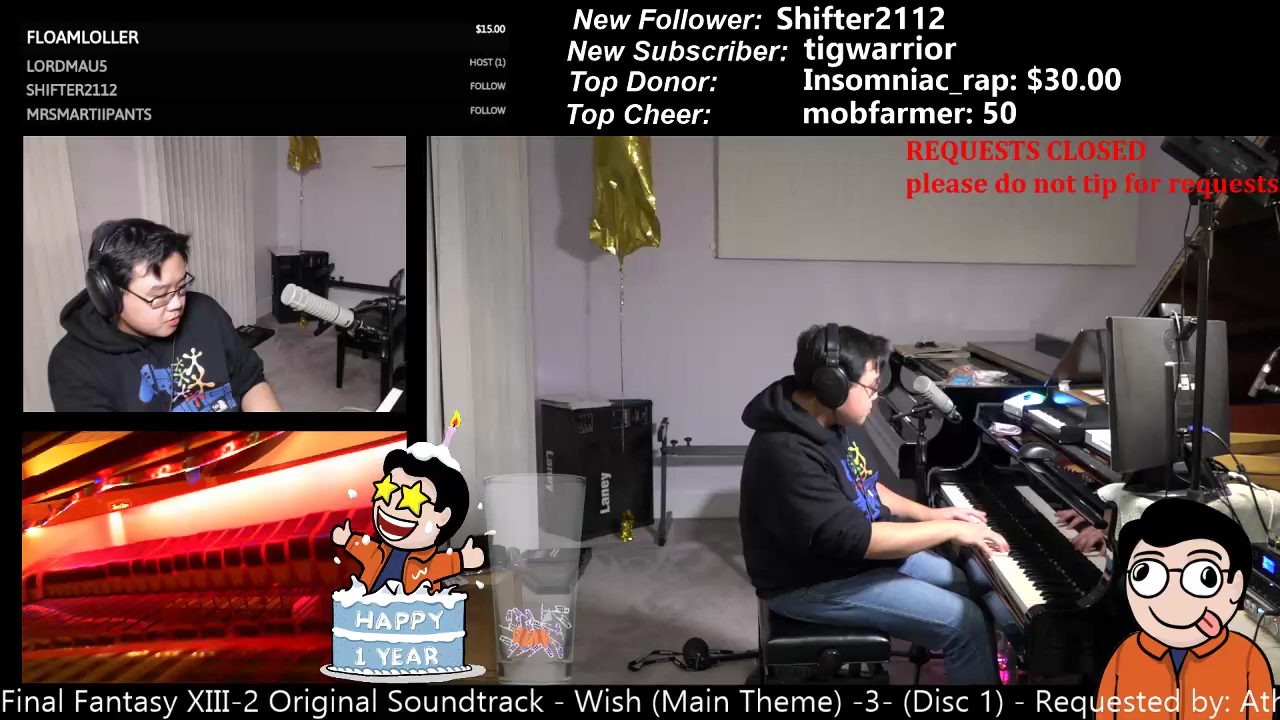 FLOAMLOLLER $15.00
LORDMAU5 HOST (1)
SHIFTER2112 FOLLOW
MRSMARTIIPANTS FOLLOW
New Follower: Shifter2112
New Subscriber: tigwarrior
Top Donor: Insomniac_rap: $30.00
Top Cheer: mobfarmer: 50
REQUESTS CLOSED
please do not tip for requests
Laney
Laney
HAPPY
1 YEAR
Final Fantasy XIII-2 Original Soundtrack - Wish (Main Theme) -3- (Disc 1) - Requested by: Ath